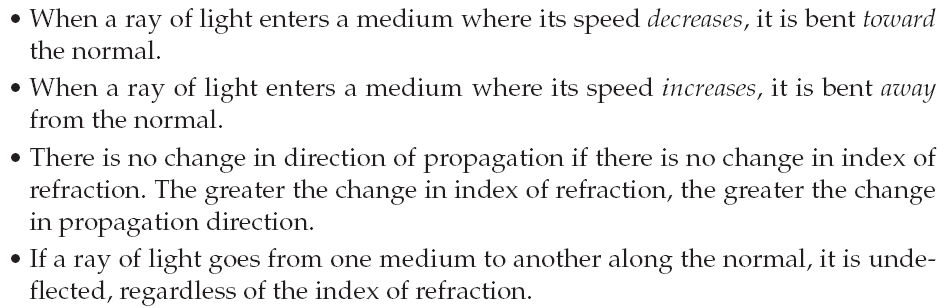 • When a ray of light enters a medium where its speed decreases, it is bent toward
the normal.
• When a ray of light enters a medium where its speed increases, it is bent away
from the normal.
• There is no change in direction of propagation if there is no change in index of
refraction. The greater the change in index of refraction, the greater the change
in propagation direction.
• If a ray of light goes from one medium to another along the normal, it is unde-
flected, regardless of the index of refraction.